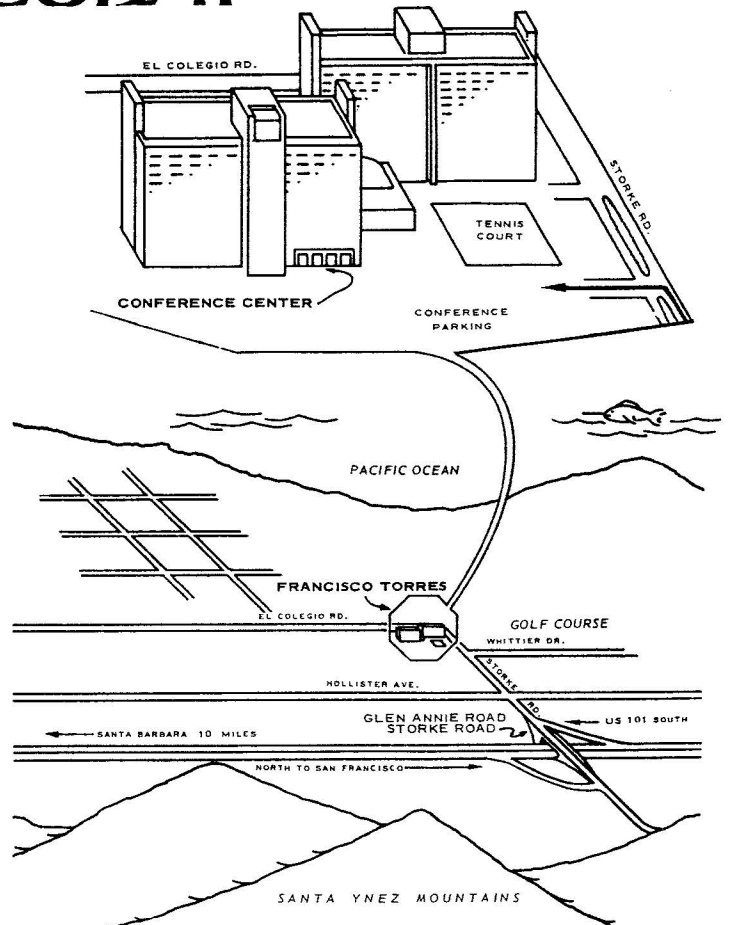 EL COLEGIO RD.
STORKE RD.
TENNIS
COURT
CONFERENCE CENTER
CONFERENCE
PARKING
PACIFIC OCEAN
FRANCISCO TORRES
EL COLEGIO RD.
GOLF COURSE
WHITTIER DR.
STORKE RD.
HOLLISTER AVE.
GLEN ANNIE ROAD
STORKE ROAD
US 101 SOUTH
SANTA BARBARA 10 MILES
NORTH TO SAN FRANCISCO
SANTA YNEZ MOUNTAINS